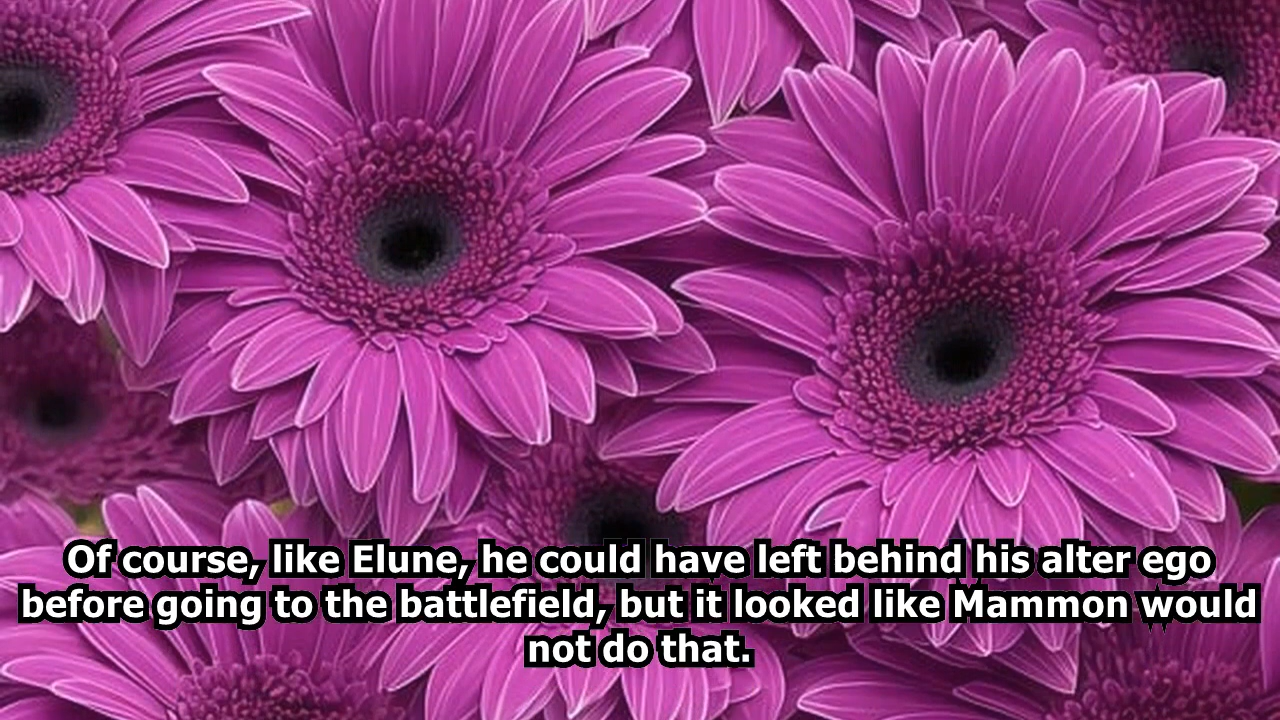 Of course, like Elune, he could have left behind his alter ego
before going to the battlefield, but it looked like Mammon would
not do that.